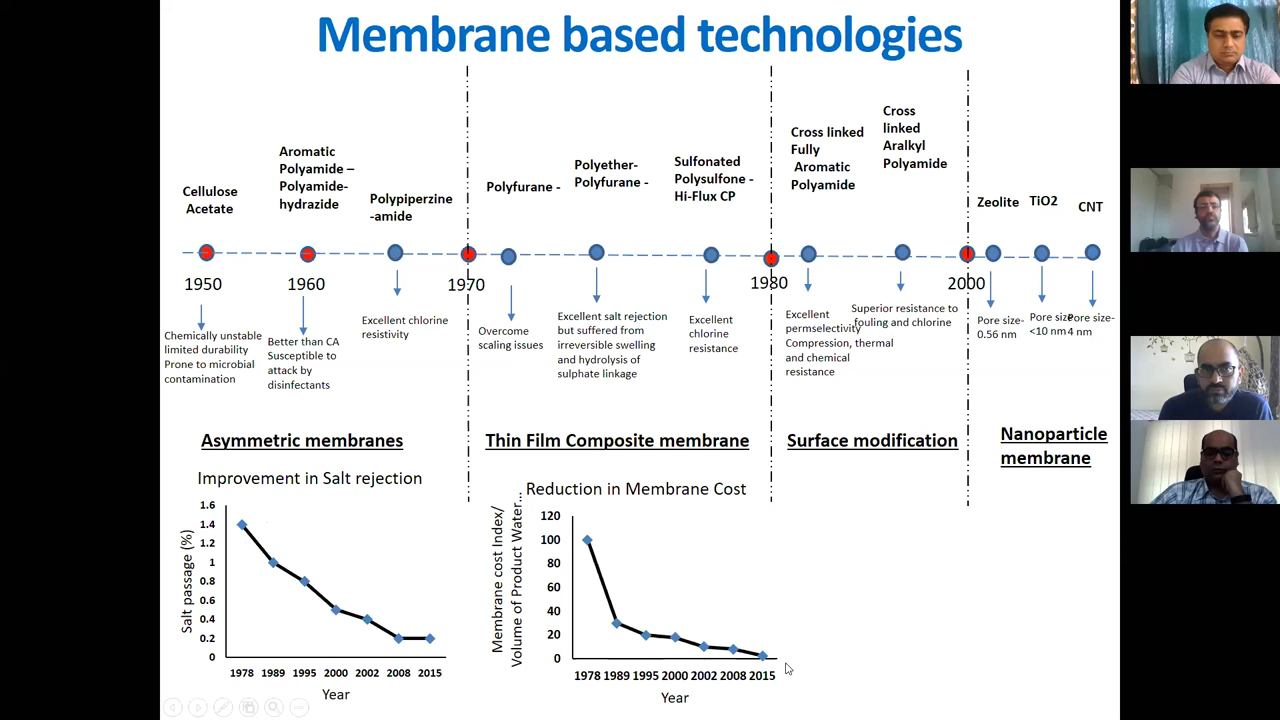 Membrane based technologies
Cellulose
Acetate
Aromatic
Polyamide –
Polyamide-
hydrazide
Polypiperzine
-amide
Polyfurane -
Polyether-
Polyfurane -
Sulfonated
Polysulfone -
Hi-Flux CP
Cross linked
Fully
Aromatic
Polyamide
Cross
linked
Aralkyl
Polyamide
Zeolite
TiO2
CNT
1950
1960
1970
1980
2000
Chemically unstable
limited durability
Prone to microbial
contamination
Better than CA
Susceptible to
attack by
disinfectants
Excellent chlorine
resistivity
Overcome
scaling issues
Excellent salt rejection
but suffered from
irreversible swelling
and hydrolysis of
sulphate linkage
Excellent
chlorine
resistance
Excellent
permselectivity
Compression, thermal
and chemical
resistance
Superior resistance to
fouling and chlorine
Pore size-
0.56 nm
Pore size
<10 nm
Pore size-
4 nm
Asymmetric membranes
Thin Film Composite membrane
Surface modification
Nanoparticle
membrane
Improvement in Salt rejection
Salt passage (%)
1.6
1.4
1.2
1
0.8
0.6
0.4
0.2
0
1978 1989 1995 2000 2002 2008 2015
Year
Reduction in Membrane Cost
Membrane cost Index/
Volume of Product Water...
120
100
80
60
40
20
0
1978 1989 1995 2000 2002 2008 2015
Year